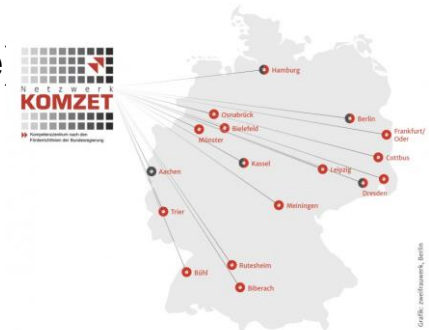 Netzwerk
KOMZET
Kompetenzzentrum nach den
Förderrichtlinien der Bundesregierung
Hamburg
Osnabrück
Berlin
Bielefeld
Frankfurt/
Oder
Münster
Cottbus
Kassel
Leipzig
Aachen
Dresden
Meiningen
Trier
Rutesheim
Bühl
Biberach
Grafik: zweifrauwerk, Berlin